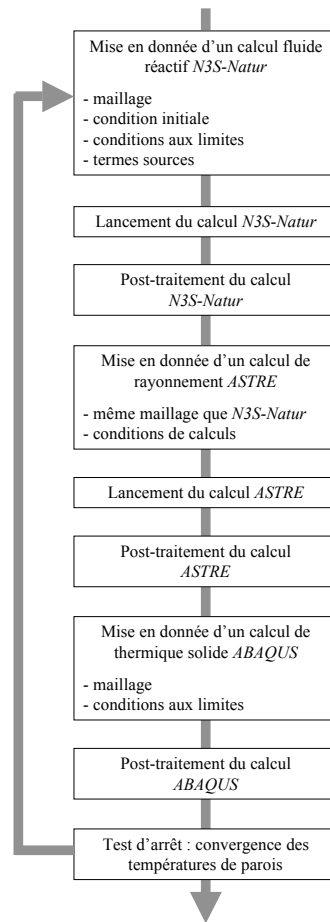 Mise en donnée d'un calcul fluide
réactif N3S-Natur
- maillage
- condition initiale
- conditions aux limites
- termes sources
Lancement du calcul N3S-Natur
Post-traitement du calcul
N3S-Natur
Mise en donnée d'un calcul de
rayonnement ASTRE
- même maillage que N3S-Natur
- conditions de calculs
Lancement du calcul ASTRE
Post-traitement du calcul
ASTRE
Mise en donnée d'un calcul de
thermique solide ABAQUS
- maillage
- conditions aux limites
Post-traitement du calcul
ABAQUS
Test d'arrêt : convergence des
températures de parois